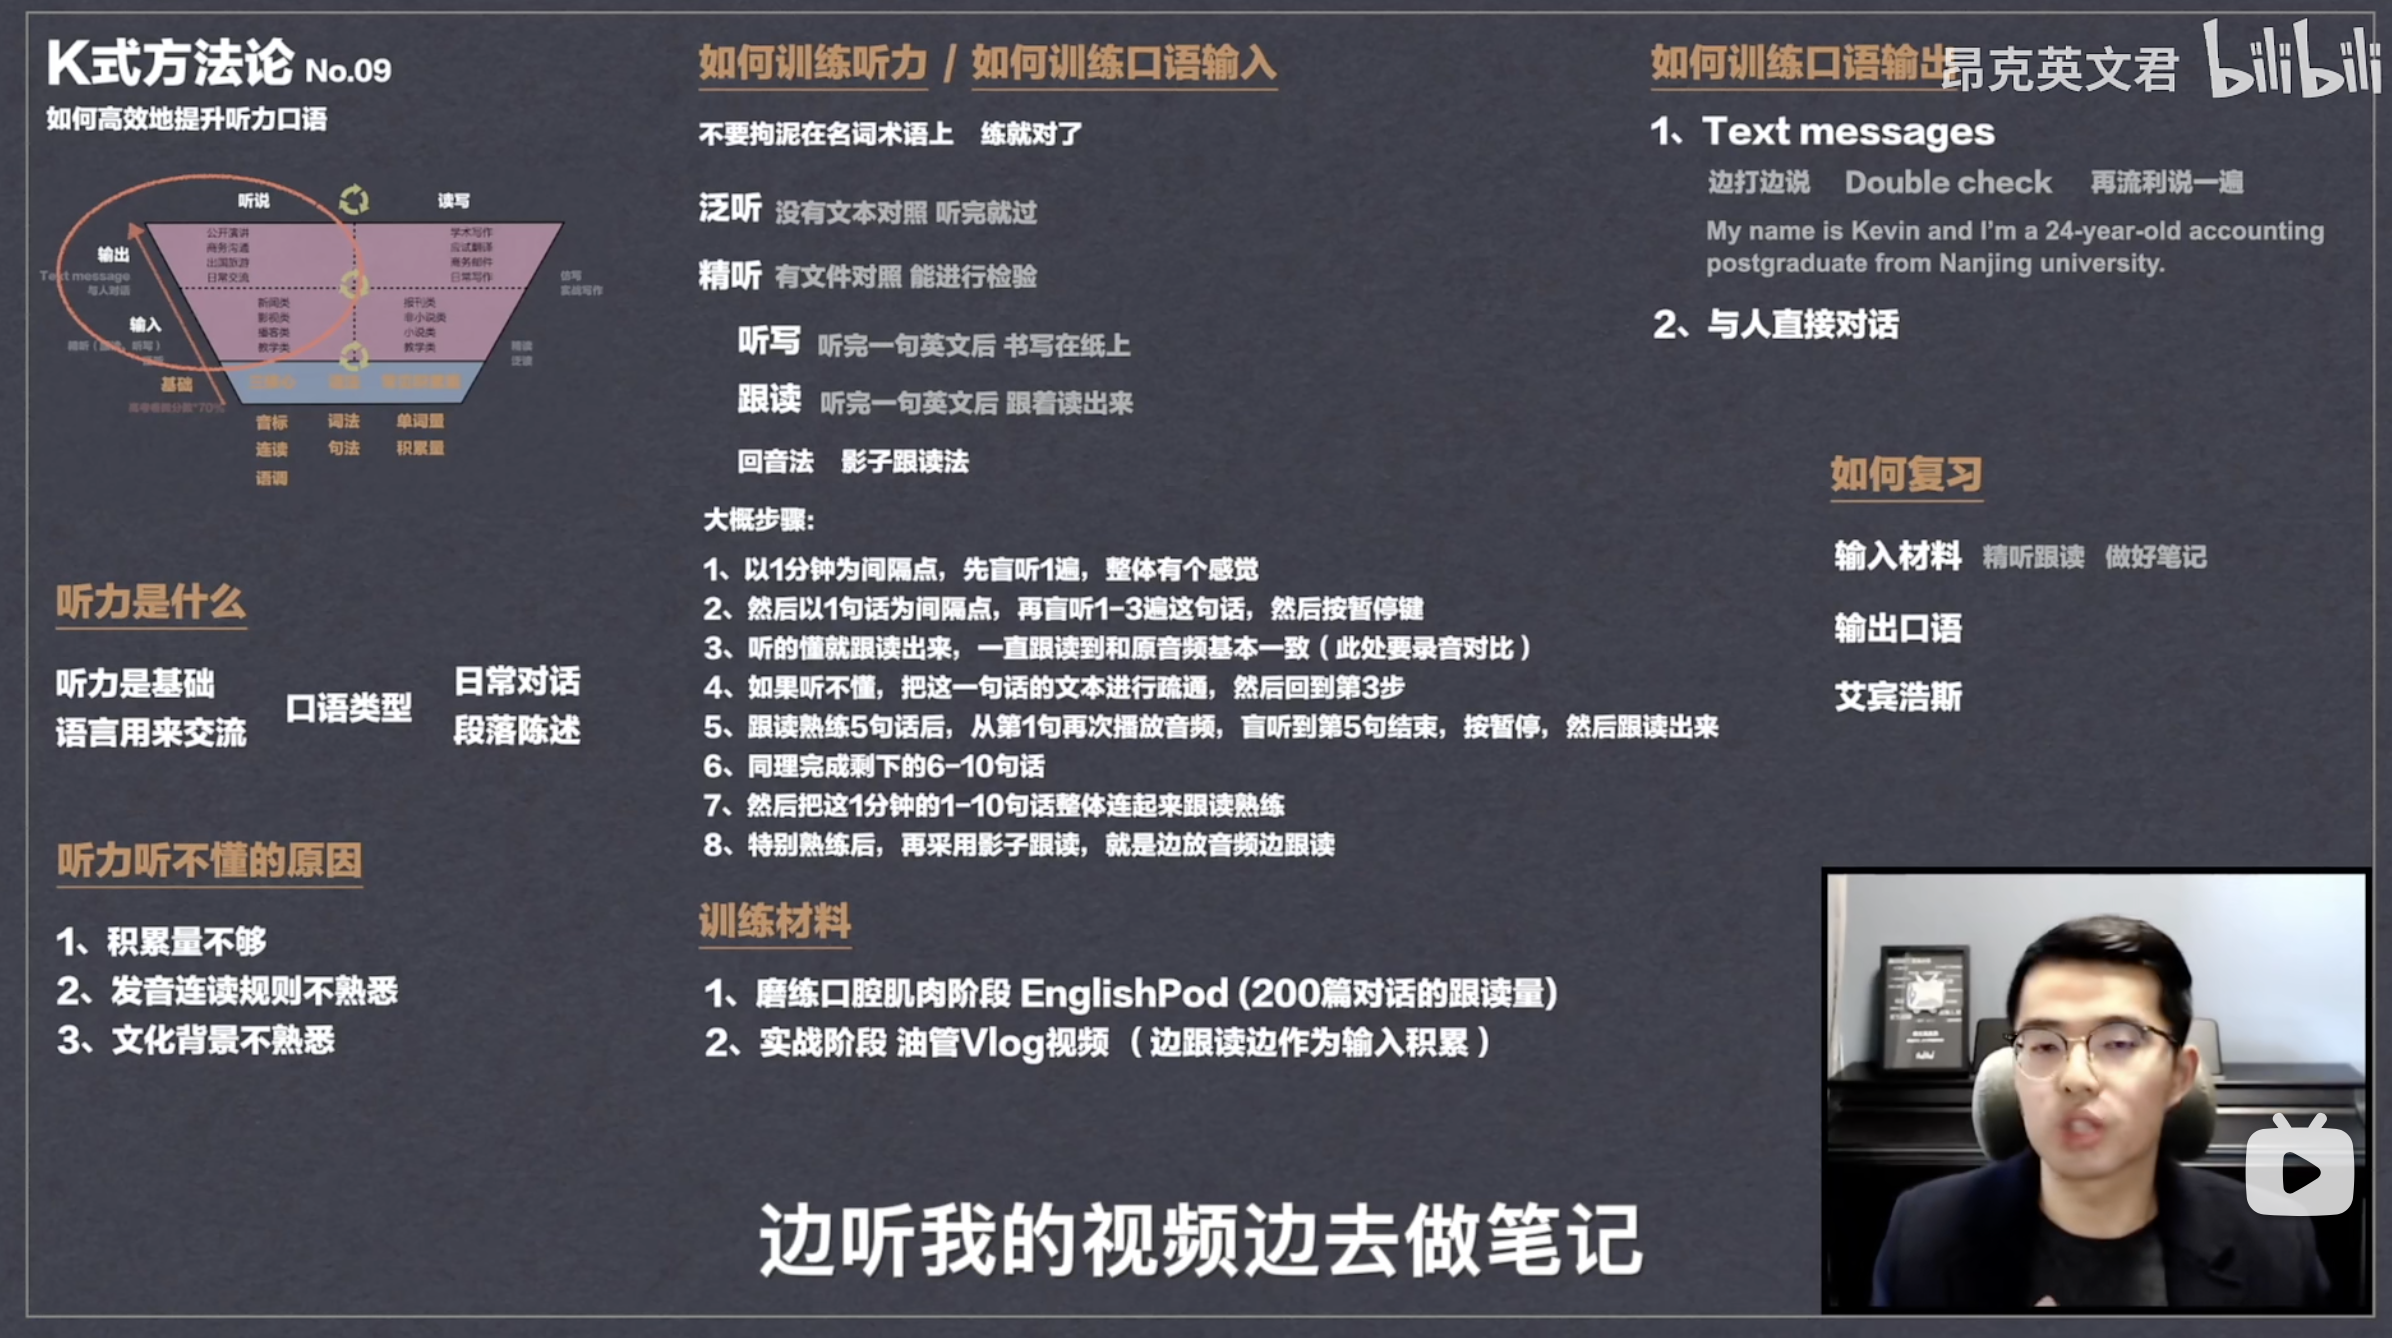 K式方法论 No.09
如何高效地提升听力口语
听说
读写
公开演讲
商务沟通
出国旅游
日常交流
学术写作
应试翻译
商务邮件
日常写作
输出
Text message
与人对话
仿写
实战写作
新闻类
影视类
播客类
教学类
报刊类
非小说类
小说类
教学类
输入
精听（跟读、听写）
精读
泛读
基础
高考卷面分数*70%
音标
词法
单词量
连读
句法
积累量
语调
听力是什么
听力是基础
语言用来交流
口语类型
日常对话
段落陈述
听力听不懂的原因
1、积累量不够
2、发音连读规则不熟悉
3、文化背景不熟悉
如何训练听力 / 如何训练口语输入
不要拘泥在名词术语上 练就对了
泛听 没有文本对照 听完就过
精听 有文件对照 能进行检验
听写 听完一句英文后 书写在纸上
跟读 听完一句英文后 跟着读出来
回音法 影子跟读法
大概步骤:
1、以1分钟为间隔点，先盲听1遍，整体有个感觉
2、然后以1句话为间隔点，再盲听1-3遍这句话，然后按暂停键
3、听的懂就跟读出来，一直跟读到和原音频基本一致（此处要录音对比）
4、如果听不懂，把这一句话的文本进行疏通，然后回到第3步
5、跟读熟练5句话后，从第1句再次播放音频，盲听到第5句结束，按暂停，然后跟读出来
6、同理完成剩下的6-10句话
7、然后把这1分钟的1-10句话整体连起来跟读熟练
8、特别熟练后，再采用影子跟读，就是边放音频边跟读
训练材料
1、磨练口腔肌肉阶段 EnglishPod (200篇对话的跟读量)
2、实战阶段 油管Vlog视频 （边跟读边作为输入积累）
如何训练口语输出
昂克英文君 bilibili
1、Text messages
边打边说 Double check 再流利说一遍
My name is Kevin and I'm a 24-year-old accounting
postgraduate from Nanjing university.
2、与人直接对话
如何复习
输入材料 精听跟读 做好笔记
输出口语
艾宾浩斯
边听我的视频边去做笔记